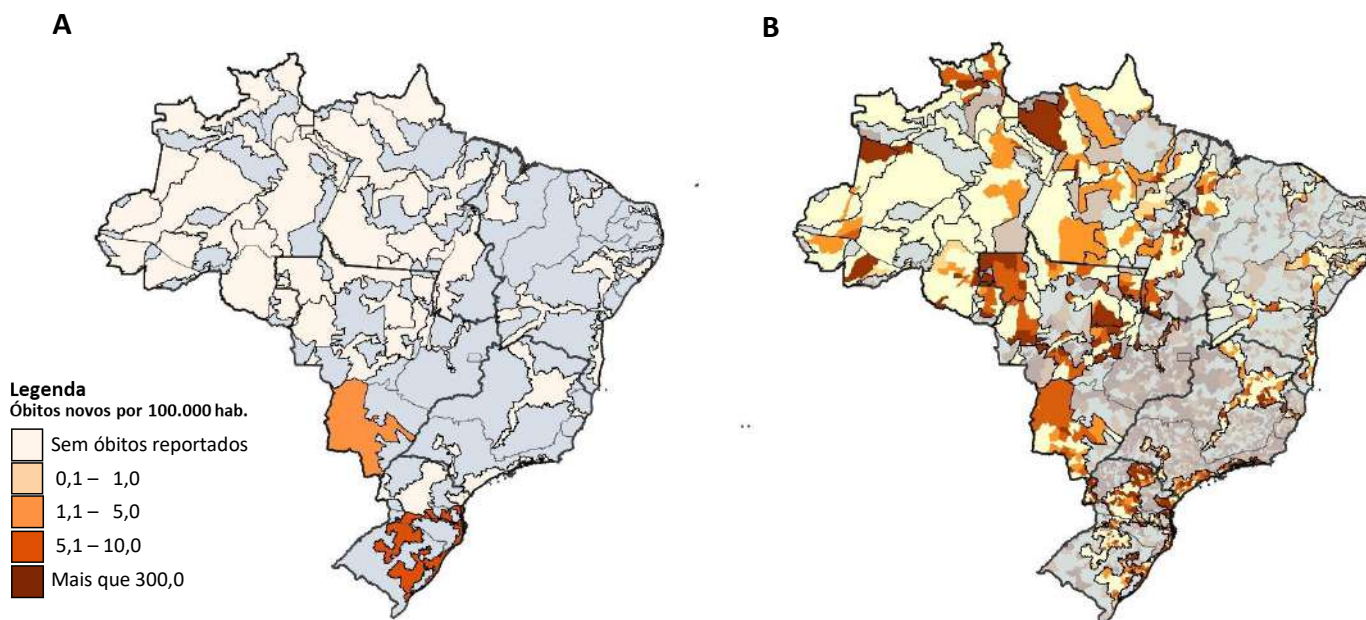 A
B
Legenda
Óbitos novos por 100.000 hab.
Sem óbitos reportados
0,1 – 1,0
1,1 – 5,0
5,1 – 10,0
Mais que 300,0